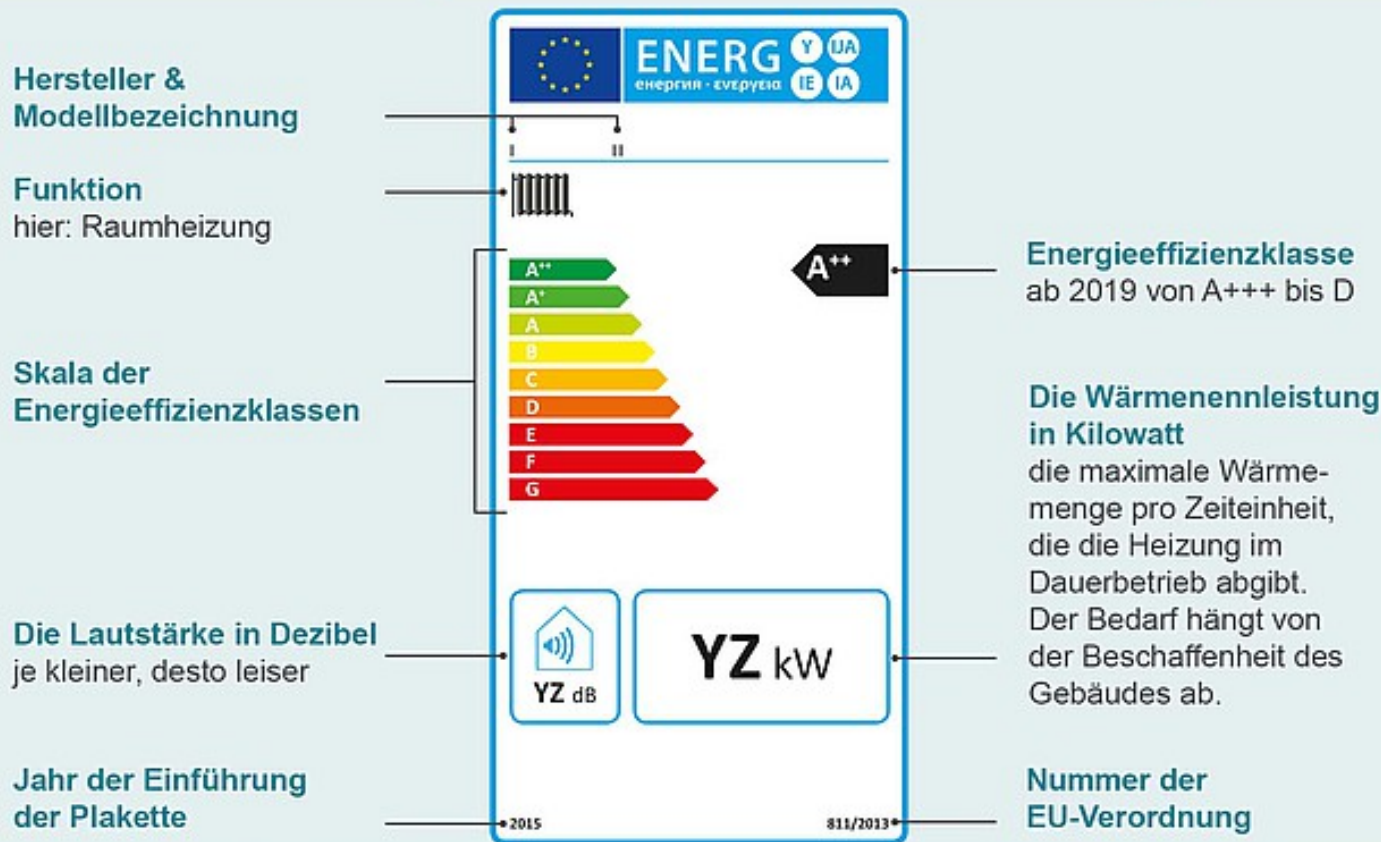 ENERG Y IJA
енергия · ενεργεια IE IA
Hersteller &
Modellbezeichnung
I II
Funktion
hier: Raumheizung
A++
A+
A
B
C
D
E
F
G
Skala der
Energieeffizienzklassen
A++
Energieeffizienzklasse
ab 2019 von A+++ bis D
Die Wärmenennleistung
in Kilowatt
die maximale Wärme-
menge pro Zeiteinheit,
die die Heizung im
Dauerbetrieb abgibt.
Der Bedarf hängt von
der Beschaffenheit des
Gebäudes ab.
Die Lautstärke in Dezibel
je kleiner, desto leiser
YZ dB
YZ kW
Jahr der Einführung
der Plakette
2015
811/2013
Nummer der
EU-Verordnung